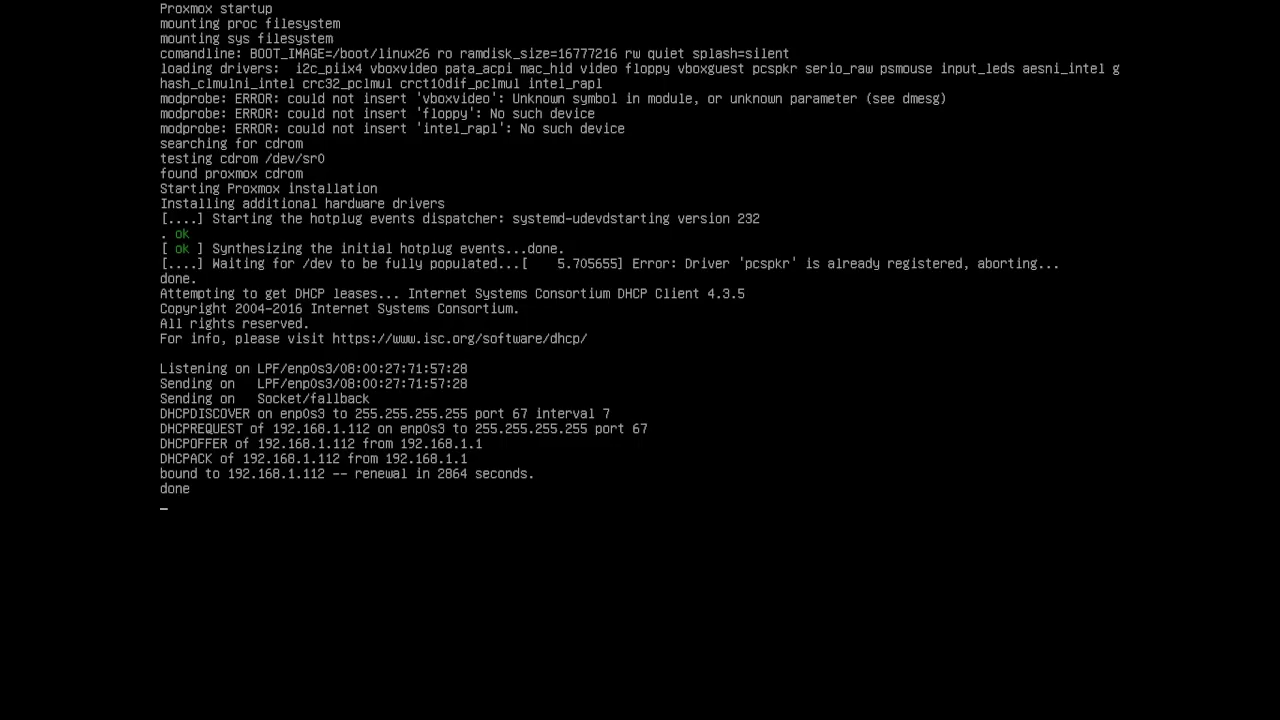 Proxmox startup
mounting proc filesystem
mounting sys filesystem
comandline: BOOT_IMAGE=/boot/linux26 ro ramdisk_size=16777216 rw quiet splash=silent
loading drivers:  i2c_piix4 vboxvideo pata_acpi mac_hid video floppy vboxguest pcspkr serio_raw psmouse input_leds aesni_intel g
hash_clmulni_intel crc32_pclmul crct10dif_pclmul intel_rapl
modprobe: ERROR: could not insert 'vboxvideo': Unknown symbol in module, or unknown parameter (see dmesg)
modprobe: ERROR: could not insert 'floppy': No such device
modprobe: ERROR: could not insert 'intel_rapl': No such device
searching for cdrom
testing cdrom /dev/sr0
found proxmox cdrom
Starting Proxmox installation
Installing additional hardware drivers
[....] Starting the hotplug events dispatcher: systemd-udevdstarting version 232
. ok
[ ok ] Synthesizing the initial hotplug events...done.
[....] Waiting for /dev to be fully populated...[    5.705655] Error: Driver 'pcspkr' is already registered, aborting...
done.
Attempting to get DHCP leases... Internet Systems Consortium DHCP Client 4.3.5
Copyright 2004-2016 Internet Systems Consortium.
All rights reserved.
For info, please visit https://www.isc.org/software/dhcp/
Listening on LPF/enp0s3/08:00:27:71:57:28
Sending on   LPF/enp0s3/08:00:27:71:57:28
Sending on   Socket/fallback
DHCPDISCOVER on enp0s3 to 255.255.255.255 port 67 interval 7
DHCPREQUEST of 192.168.1.112 on enp0s3 to 255.255.255.255 port 67
DHCPOFFER of 192.168.1.112 from 192.168.1.1
DHCPACK of 192.168.1.112 from 192.168.1.1
bound to 192.168.1.112 -- renewal in 2864 seconds.
done